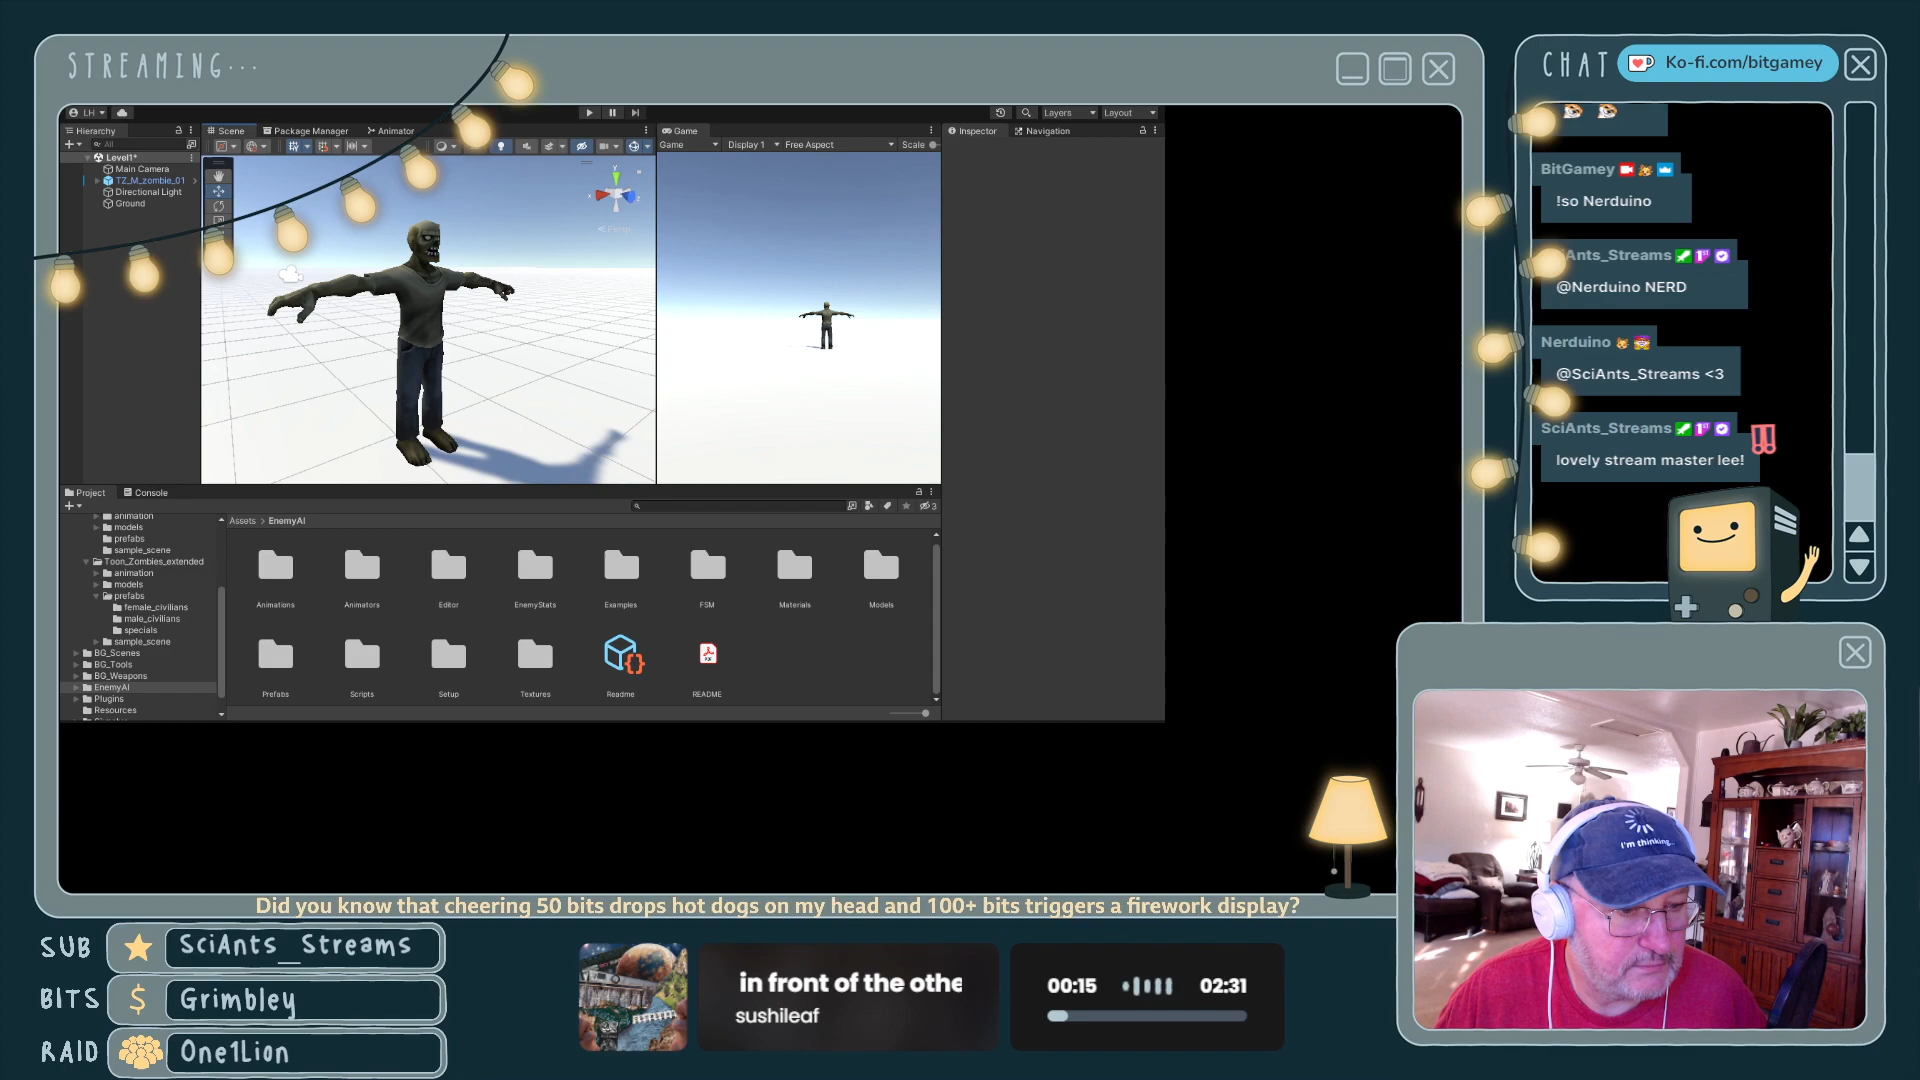 STREAMING...
CHAT
Ko-fi.com/bitgamey
LH
Layers
Layout
Hierarchy
Scene
Package Manager
Animator
Game
Inspector
Navigation
All
Game
Display 1
Free Aspect
Scale
Level1*
Main Camera
TZ_M_zombie_01
Directional Light
Ground
y
x
z
Persp
Project
Console
3
animation
models
prefabs
sample_scene
Toon_Zombies_extended
animation
models
prefabs
female_civilians
male_civilians
specials
sample_scene
BG_Scenes
BG_Tools
BG_Weapons
EnemyAI
Plugins
Resources
Assets > EnemyAI
Animations
Animators
Editor
EnemyStats
Examples
FSM
Materials
Models
Prefabs
Scripts
Setup
Textures
Readme
README
PDF
BitGamey
!so Nerduino
Ants_Streams
@Nerduino NERD
Nerduino
@SciAnts_Streams <3
SciAnts_Streams
lovely stream master lee!
I'm thinking...
Did you know that cheering 50 bits drops hot dogs on my head and 100+ bits triggers a firework display?
SUB
SciAnts_Streams
BITS
$
Grimbley
RAID
One1Lion
in front of the othe
sushileaf
00:15
02:31